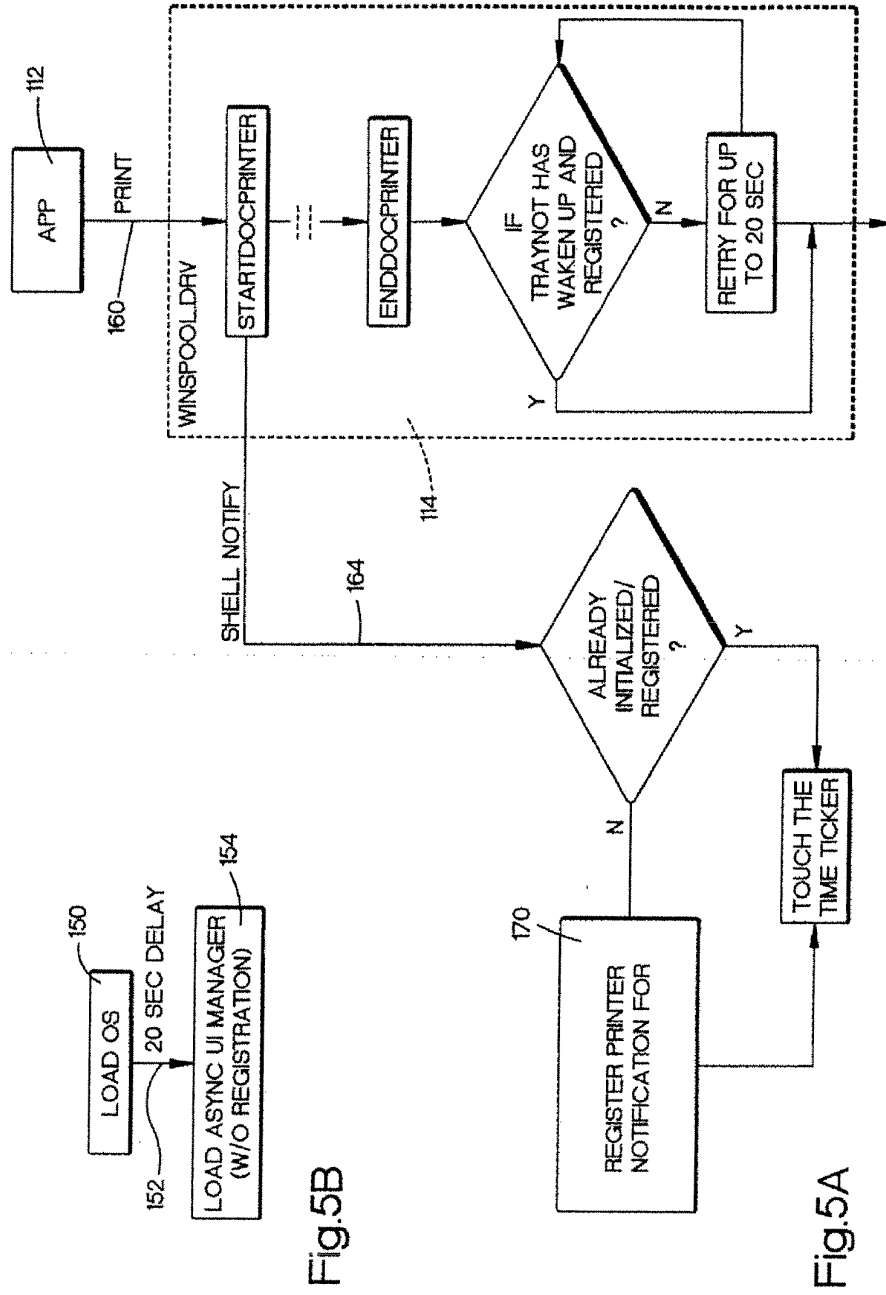 LOAD OS
150
20 SEC DELAY
152
LOAD ASYNC UI MANAGER
(W/O REGISTRATION)
154
Fig.5B
APP
112
PRINT
160
WINSPOOL.DRV
STARTDOCPRINTER
ENDDOCPRINTER
IF
TRAYNOT HAS
WAKEN UP AND
REGISTERED
?
Y
N
RETRY FOR UP
TO 20 SEC
114
SHELL NOTIFY
164
ALREADY
INITIALIZED/
REGISTERED
?
N
Y
170
REGISTER PRINTER
NOTIFICATION FOR
TOUCH THE
TIME TICKER
Fig.5A